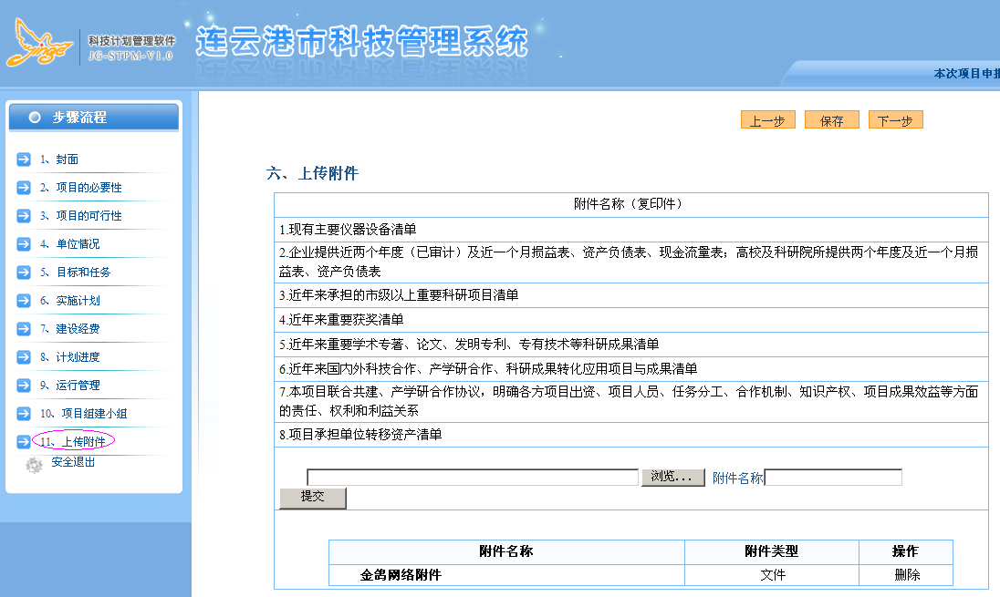 Jinge
科技计划管理软件
JG-STPM-V1.0
连云港市科技管理系统
本次项目申报
步骤流程
1、封面
2、项目的必要性
3、项目的可行性
4、单位情况
5、目标和任务
6、实施计划
7、建设经费
8、计划进度
9、运行管理
10、项目组建小组
11、上传附件
安全退出
上一步 保存 下一步
六、上传附件
附件名称（复印件）
1.现有主要仪器设备清单
2.企业提供近两个年度（已审计）及近一个月损益表、资产负债表、现金流量表；高校及科研院所提供两个年度及近一个月损
益表、资产负债表
3.近年来承担的市级以上重要科研项目清单
4.近年来重要获奖清单
5.近年来重要学术专著、论文、发明专利、专有技术等科研成果清单
6.近年来国内外科技合作、产学研合作、科研成果转化应用项目与成果清单
7.本项目联合共建、产学研合作协议，明确各方项目出资、项目人员、任务分工、合作机制、知识产权、项目成果效益等方面
的责任、权利和利益关系
8.项目承担单位转移资产清单
浏览... 附件名称
提交
附件名称 附件类型 操作
金鸽网络附件 文件 删除